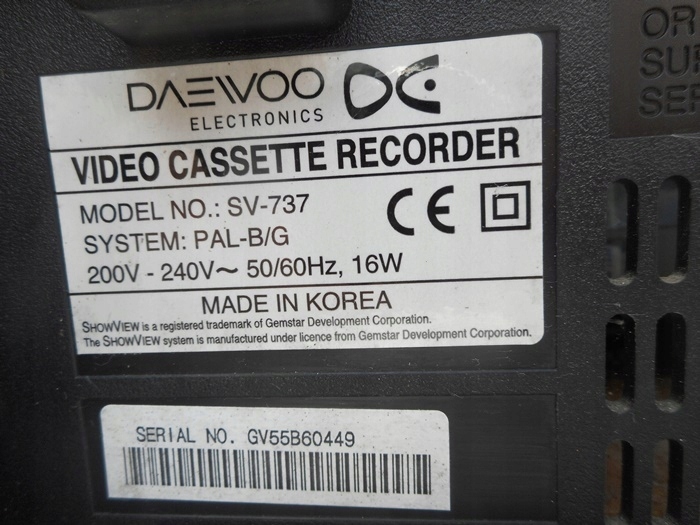 DAEWOO
ELECTRONICS
VIDEO CASSETTE RECORDER
MODEL NO.: SV-737
SYSTEM: PAL-B/G
200V - 240V~ 50/60Hz, 16W
CE
MADE IN KOREA
SHOWVIEW is a registered trademark of Gemstar Development Corporation.
The SHOWVIEW system is manufactured under licence from Gemstar Development Corporation.
SERIAL NO. GV55B60449
OR